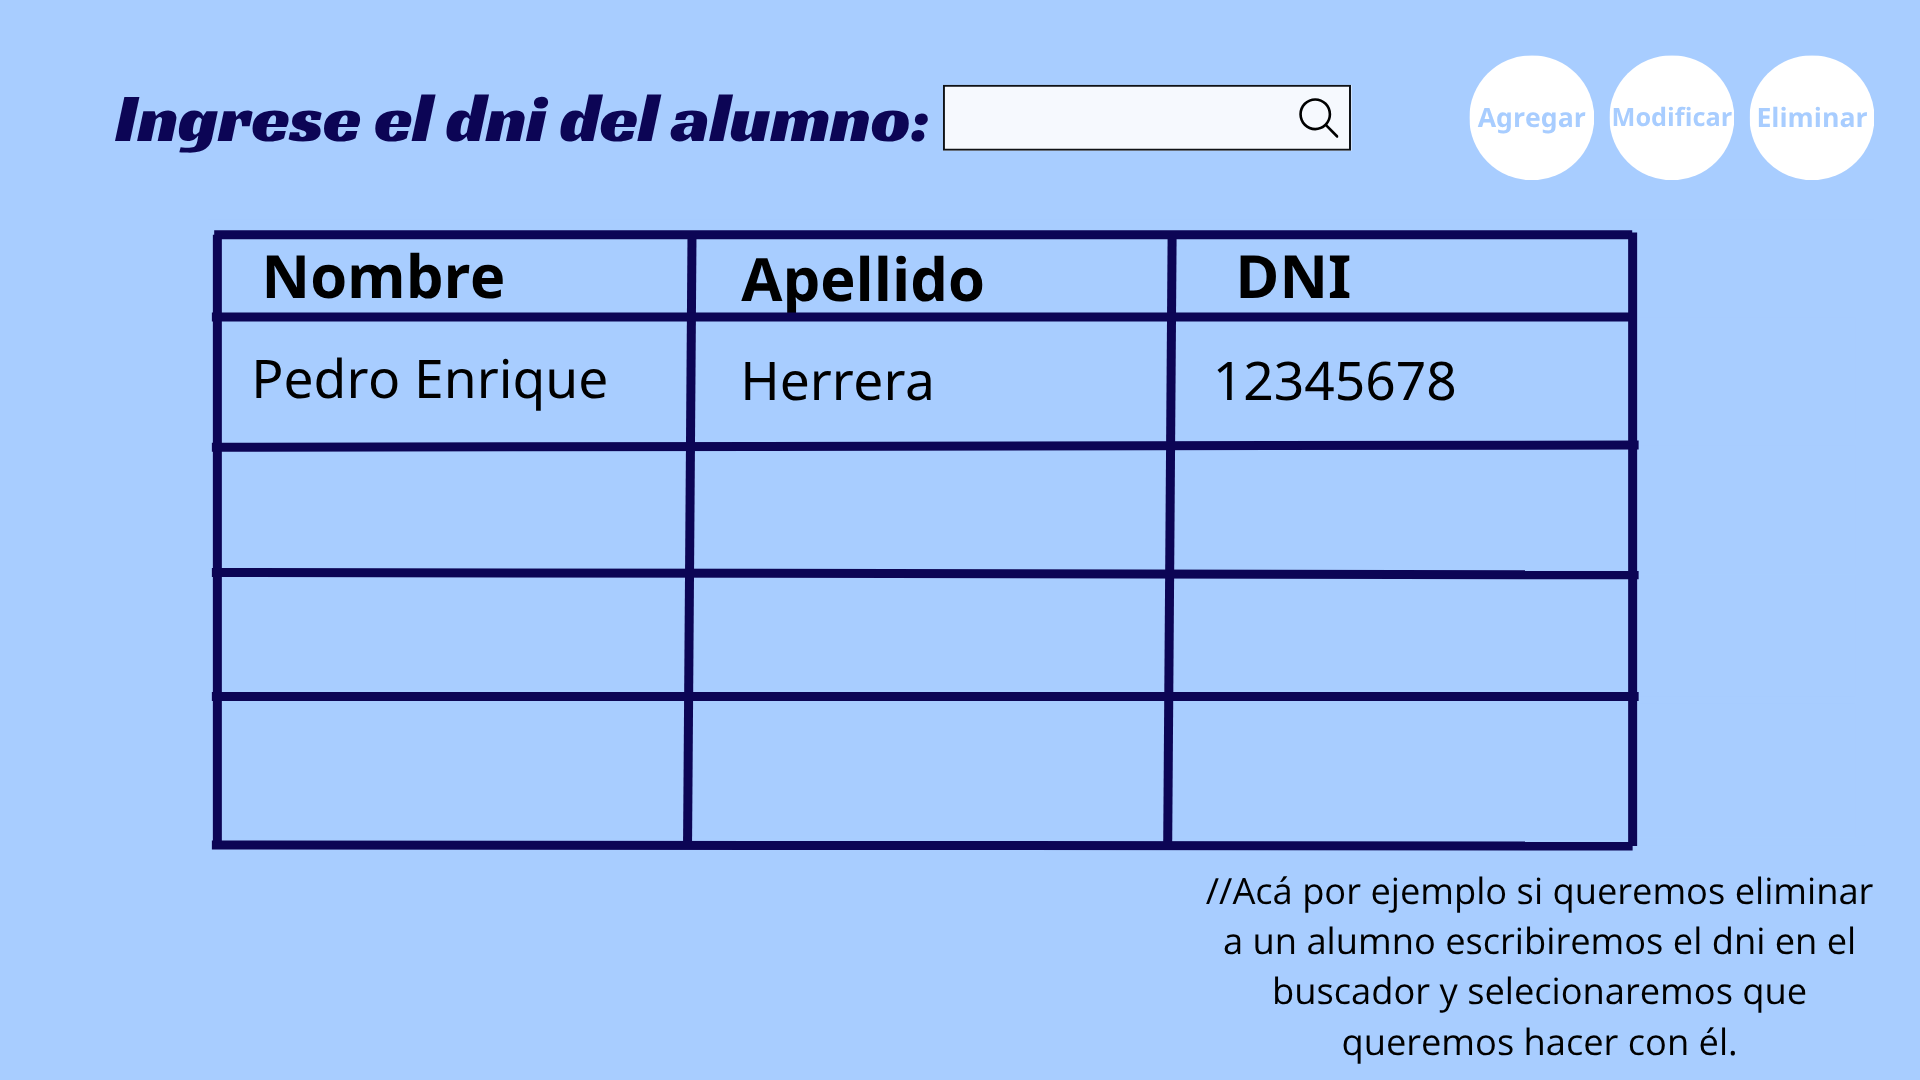 Ingrese el dni del alumno:
Agregar Modificar Eliminar
Nombre Apellido DNI
Pedro Enrique Herrera 12345678
//Acá por ejemplo si queremos eliminar
a un alumno escribiremos el dni en el
buscador y selecionaremos que
queremos hacer con él.